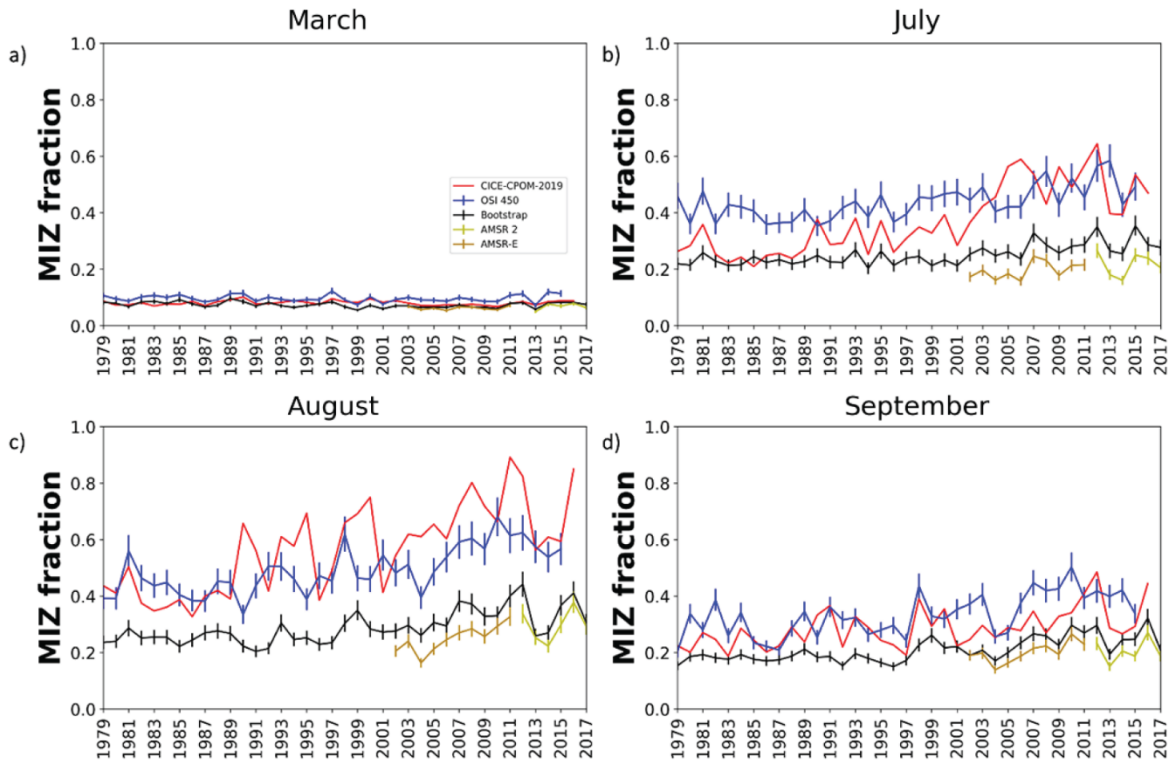 March
a)
MIZ fraction
1.0
0.8
0.6
0.4
0.2
0.0
CICE-CPOM-2019
OSI 450
Bootstrap
AMSR 2
AMSR-E
1979 1981 1983 1985 1987 1989 1991 1993 1995 1997 1999 2001 2003 2005 2007 2009 2011 2013 2015 2017
July
b)
MIZ fraction
1.0
0.8
0.6
0.4
0.2
0.0
1979 1981 1983 1985 1987 1989 1991 1993 1995 1997 1999 2001 2003 2005 2007 2009 2011 2013 2015 2017
August
c)
MIZ fraction
1.0
0.8
0.6
0.4
0.2
0.0
1979 1981 1983 1985 1987 1989 1991 1993 1995 1997 1999 2001 2003 2005 2007 2009 2011 2013 2015 2017
September
d)
MIZ fraction
1.0
0.8
0.6
0.4
0.2
0.0
1979 1981 1983 1985 1987 1989 1991 1993 1995 1997 1999 2001 2003 2005 2007 2009 2011 2013 2015 2017